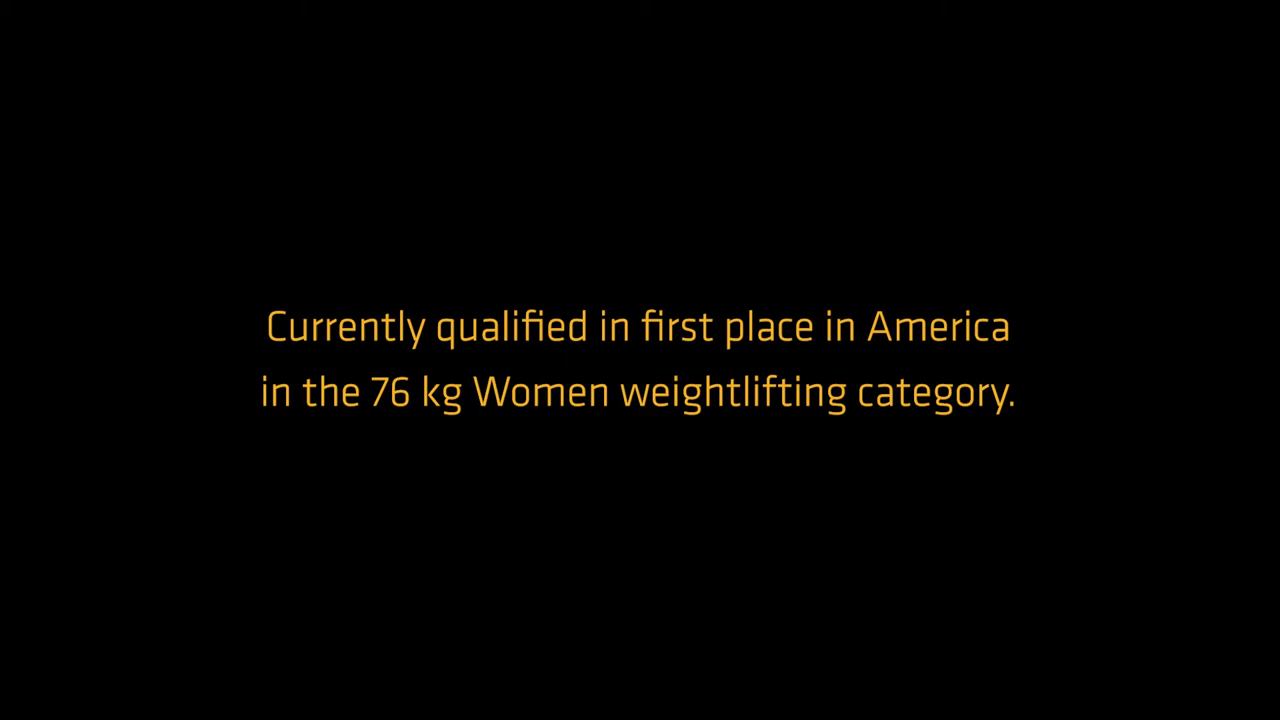 Currently qualified in first place in America
in the 76 kg Women weightlifting category.